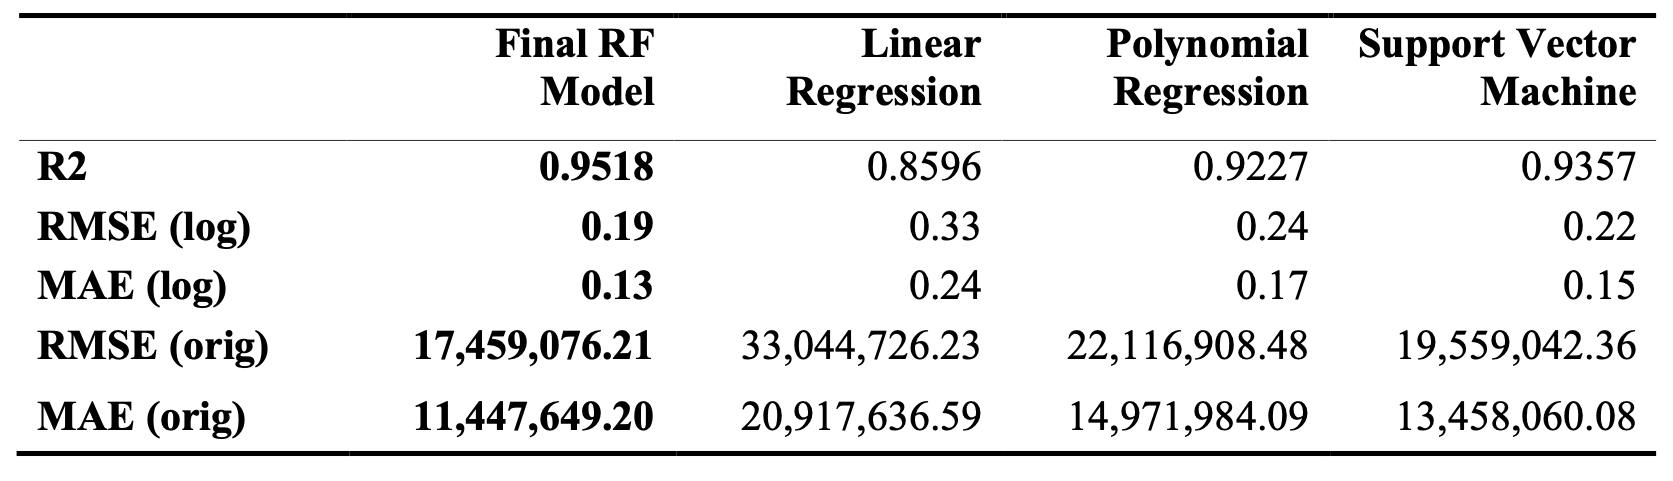 Final RF Linear Polynomial Support Vector
Model Regression Regression Machine
R2 0.9518 0.8596 0.9227 0.9357
RMSE (log) 0.19 0.33 0.24 0.22
MAE (log) 0.13 0.24 0.17 0.15
RMSE (orig) 17,459,076.21 33,044,726.23 22,116,908.48 19,559,042.36
MAE (orig) 11,447,649.20 20,917,636.59 14,971,984.09 13,458,060.08